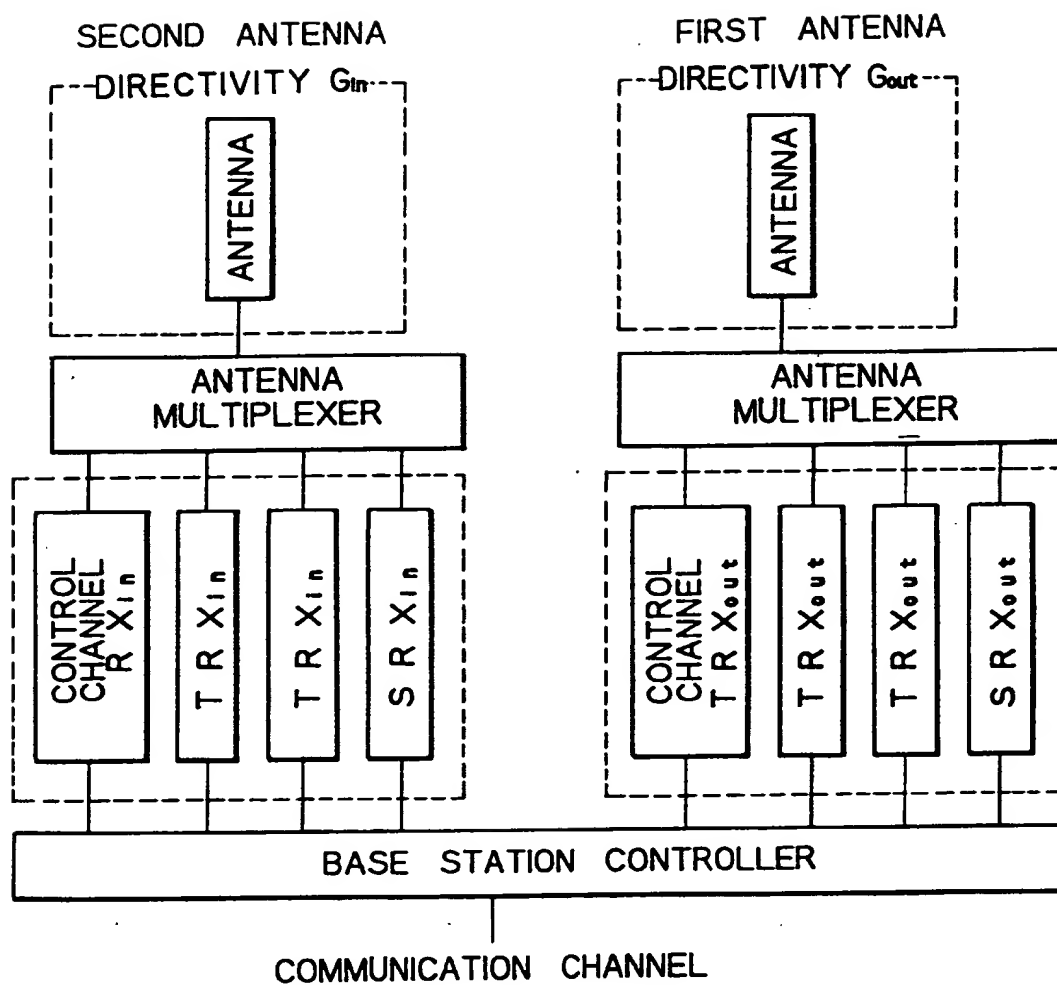 SECOND ANTENNA
DIRECTIVITY Gin
ANTENNA
ANTENNA
MULTIPLEXER
CONTROL
CHANNEL
R Xin
T R Xin
T R Xin
S R Xin
FIRST ANTENNA
DIRECTIVITY Gout
ANTENNA
ANTENNA
MULTIPLEXER
CONTROL
CHANNEL
T R Xout
T R Xout
T R Xout
S R Xout
BASE STATION CONTROLLER
COMMUNICATION CHANNEL